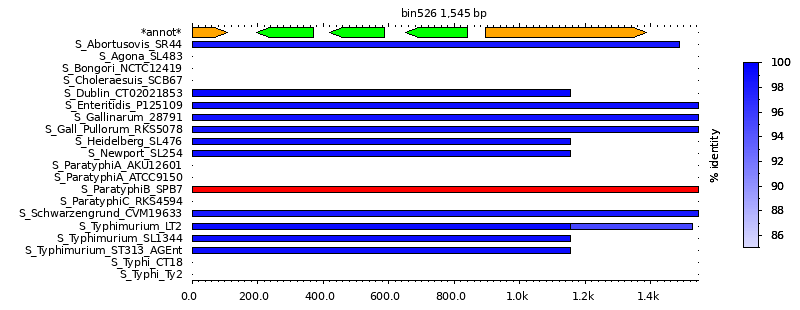 bin526 1,545 bp
*annot*
S_Abortusovis_SR44
S_Agona_SL483
S_Bongori_NCTC12419
S_Choleraesuis_SCB67
S_Dublin_CT02021853
S_Enteritidis_P125109
S_Gallinarum_28791
S_Gall_Pullorum_RKS5078
S_Heidelberg_SL476
S_Newport_SL254
S_ParatyphiA_AKU12601
S_ParatyphiA_ATCC9150
S_ParatyphiB_SPB7
S_ParatyphiC_RKS4594
S_Schwarzengrund_CVM19633
S_Typhimurium_LT2
S_Typhimurium_SL1344
S_Typhimurium_ST313_AGEnt
S_Typhi_CT18
S_Typhi_Ty2
0.0 200.0 400.0 600.0 800.0 1.0k 1.2k 1.4k
% identity
100
98
96
94
92
90
88
86